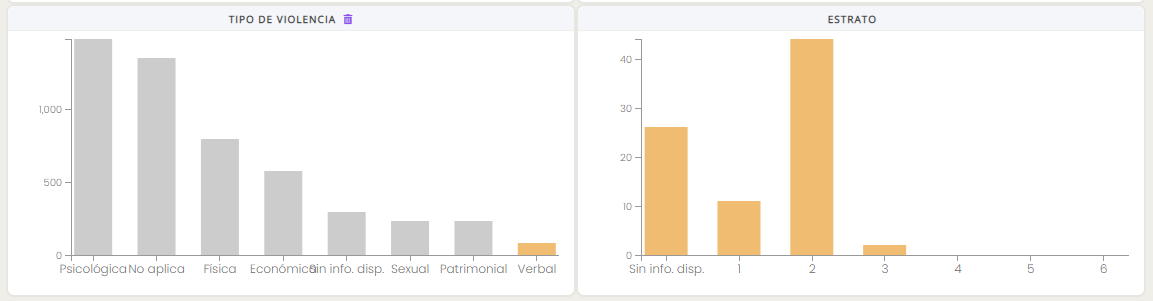 TIPO DE VIOLENCIA
1,000
500
0
Psicológica No aplica Física Económica Sin info. disp. Sexual Patrimonial Verbal
ESTRATO
40
30
20
10
0
Sin info. disp. 1 2 3 4 5 6